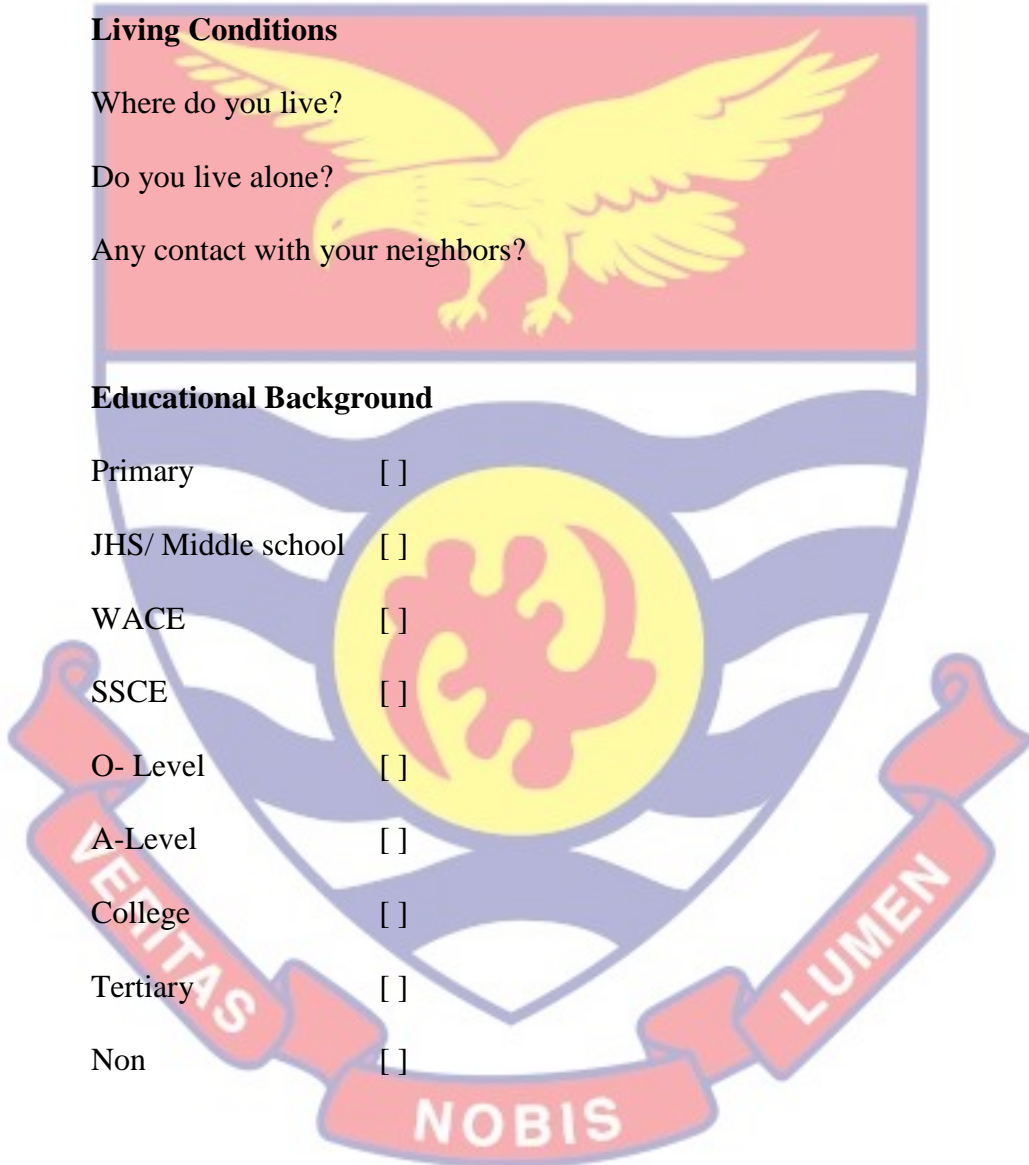 Living Conditions
Where do you live?
Do you live alone?
Any contact with your neighbors?
Educational Background
Primary [ ]
JHS/ Middle school [ ]
WACE [ ]
SSCE [ ]
O- Level [ ]
A-Level [ ]
College [ ]
Tertiary [ ]
Non [ ]
VERITAS
NOBIS
LUMEN